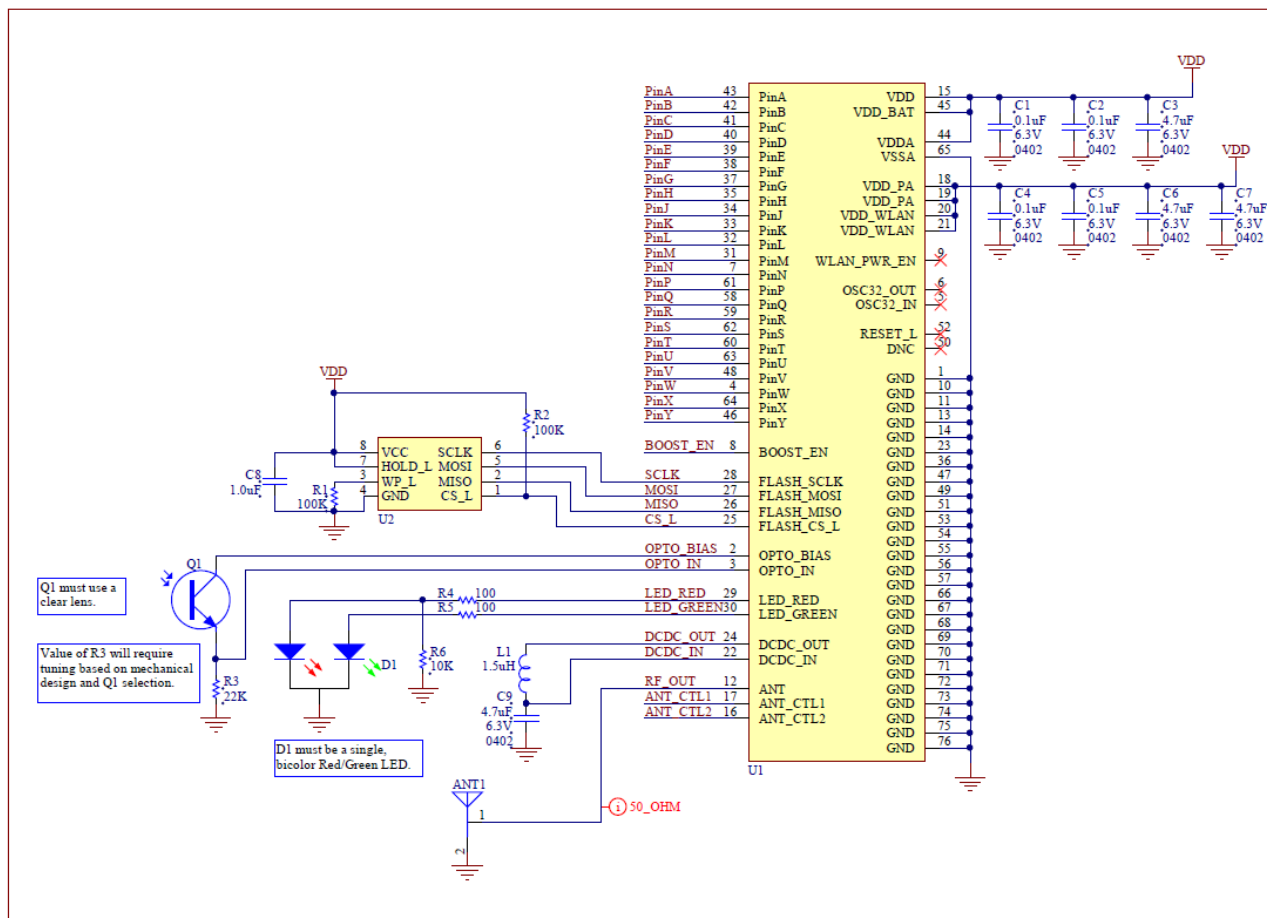 VDD
PinA 43 PinA VDD 15
PinB 42 PinB VDD_BAT 45
PinC 41 PinC
PinD 40 PinD VDDA 44
PinE 39 PinE VSSA 65
PinF 38 PinF
PinG 37 PinG VDD_PA 18
PinH 35 PinH VDD_PA 19
PinJ 34 PinJ VDD_WLAN 20
PinK 33 PinK VDD_WLAN 21
PinL 32 PinL
PinM 31 PinM WLAN_PWR_EN 9
PinN 7 PinN
PinP 61 PinP OSC32_OUT 6
PinQ 58 PinQ OSC32_IN 5
PinR 59 PinR
PinS 62 PinS RESET_L 52
PinT 60 PinT DNC 50
PinU 63 PinU
PinV 48 PinV GND 1
PinW 4 PinW GND 10
PinX 64 PinX GND 11
PinY 46 PinY GND 13
GND 14
BOOST_EN 8 BOOST_EN GND 23
GND 36
SCLK 28 FLASH_SCLK GND 47
MOSI 27 FLASH_MOSI GND 49
MISO 26 FLASH_MISO GND 51
CS_L 25 FLASH_CS_L GND 53
GND 54
OPTO_BIAS 2 OPTO_BIAS GND 55
OPTO_IN 3 OPTO_IN GND 56
GND 57
LED_RED 29 LED_RED GND 66
LED_GREEN 30 LED_GREEN GND 67
GND 68
DCDC_OUT 24 DCDC_OUT GND 69
DCDC_IN 22 DCDC_IN GND 70
GND 71
RF_OUT 12 ANT GND 72
ANT_CTL1 17 ANT_CTL1 GND 73
ANT_CTL2 16 ANT_CTL2 GND 74
GND 75
GND 76
U1
C1
0.1uF
6.3V
0402
C2
0.1uF
6.3V
0402
C3
4.7uF
6.3V
0402
VDD
C4
0.1uF
6.3V
0402
C5
0.1uF
6.3V
0402
C6
4.7uF
6.3V
0402
C7
4.7uF
6.3V
0402
VDD
R2
100K
8 VCC SCLK 6
7 HOLD_L MOSI 5
3 WP_L MISO 2
4 GND CS_L 1
U2
C8
1.0uF
R1
100K
Q1
Q1 must use a
clear lens.
Value of R3 will require
tuning based on mechanical
design and Q1 selection.
R3
22K
R4 100
R5 100
R6
10K
D1
D1 must be a single,
bicolor Red/Green LED.
L1
1.5uH
C9
4.7uF
6.3V
0402
ANT1
1
2
i 50_OHM